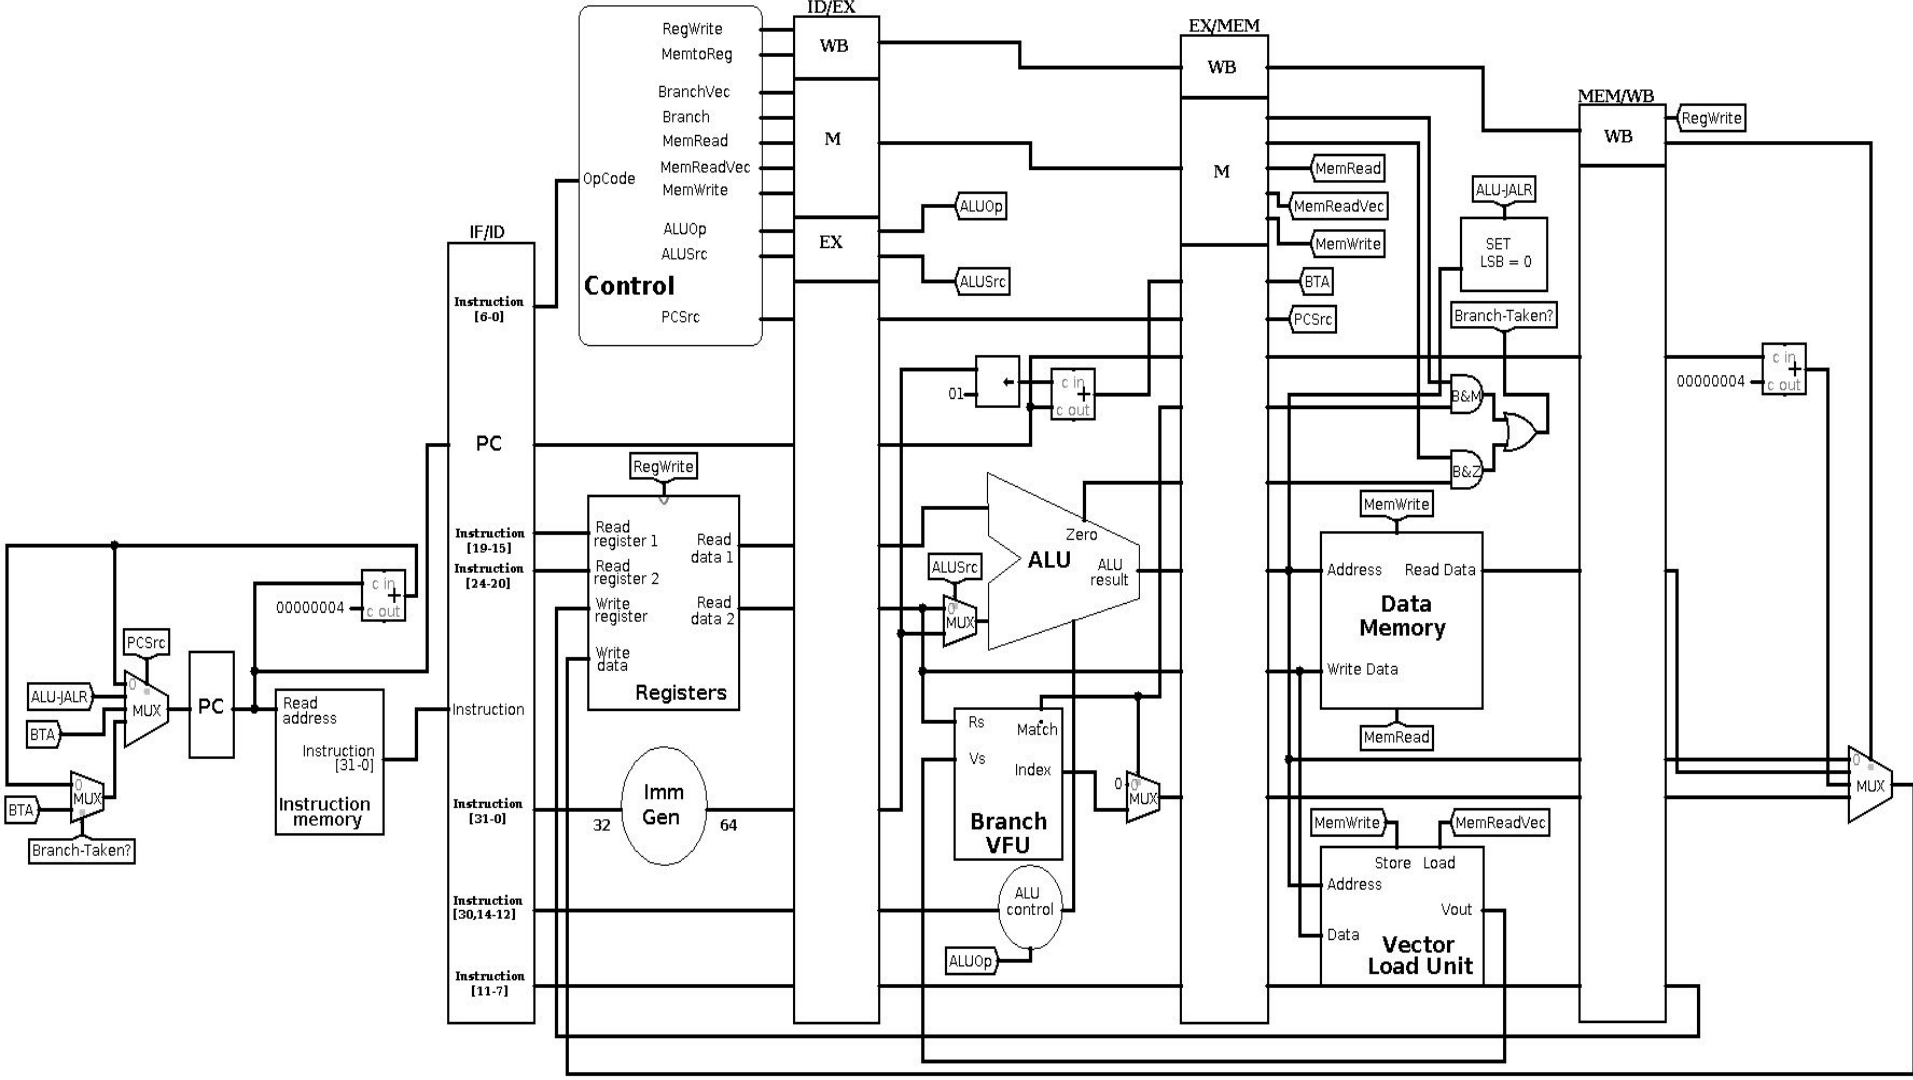 ID/EX
EX/MEM
MEM/WB
IF/ID
RegWrite
MemtoReg
BranchVec
Branch
MemRead
MemReadVec
MemWrite
OpCode
ALUOp
ALUSrc
Control
PCSrc
WB
M
EX
ALUOp
ALUSrc
WB
M
MemRead
MemReadVec
MemWrite
BTA
PCSrc
WB
RegWrite
ALU-JALR
SET
LSB = 0
Branch-Taken?
B&M
B&Z
c in
+
c out
00000004
Instruction
[6-0]
PC
Instruction
[19-15]
Instruction
[24-20]
Instruction
Instruction
[31-0]
Instruction
[30,14-12]
Instruction
[11-7]
RegWrite
Read
register 1
Read
register 2
Write
register
Write
data
Read
data 1
Read
data 2
Registers
01
c in
+
c out
Zero
ALU
ALU
result
ALUSrc
0
MUX
Rs
Vs
Match
Index
Branch
VFU
0
0
MUX
ALU
control
ALUOp
Imm
Gen
32
64
MemWrite
Address
Read Data
Data
Memory
Write Data
MemRead
MemWrite
MemReadVec
Store
Load
Address
Vout
Data
Vector
Load Unit
0
MUX
c in
+
c out
00000004
PCSrc
ALU-JALR
BTA
0
MUX
PC
Read
address
Instruction
[31-0]
Instruction
memory
BTA
0
MUX
Branch-Taken?